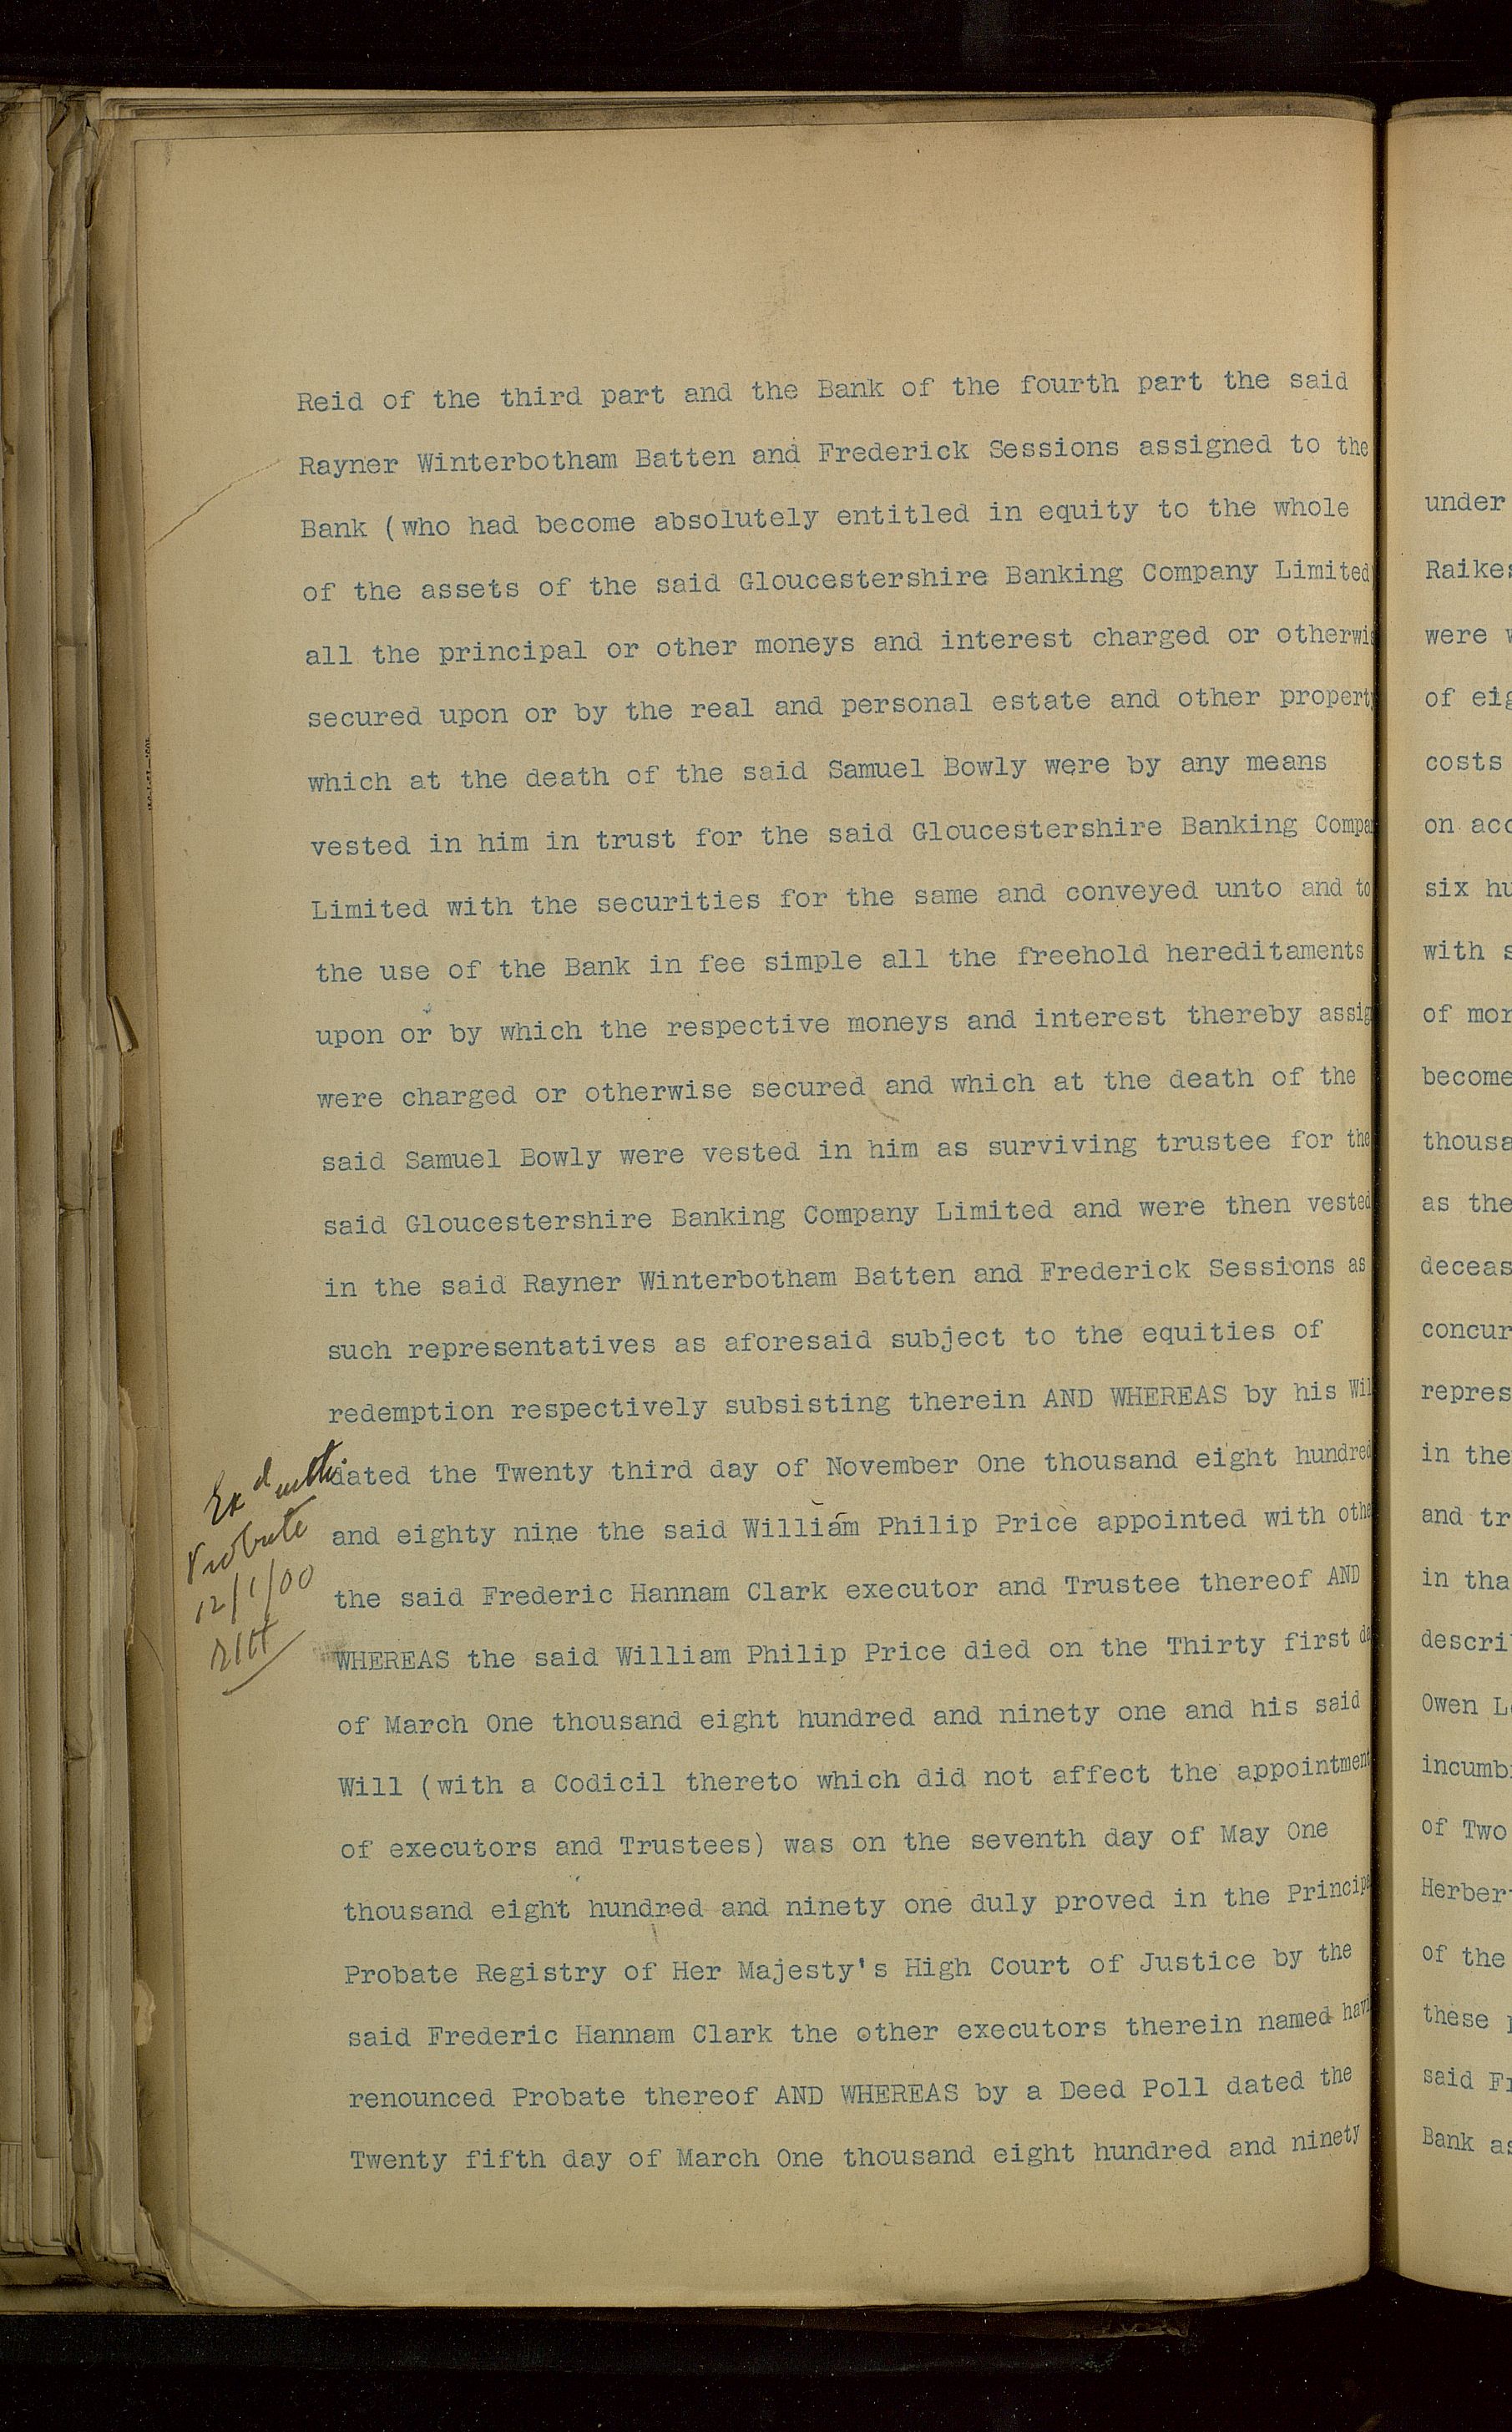 Reid of the third part and the Bank of the fourth part the said
Rayner Winterbotham Batten and Frederick Sessions assigned to the
Bank (who had become absolutely entitled in equity to the whole
of the assets of the said Gloucestershire Banking Company Limited)
all the principal or other moneys and interest charged or otherwis
secured upon or by the real and personal estate and other property
which at the death of the said Samuel Bowly were by any means
vested in him in trust for the said Gloucestershire Banking Compan
Limited with the securities for the same and conveyed unto and to
the use of the Bank in fee simple all the freehold hereditaments
upon or by which the respective moneys and interest thereby assig
were charged or otherwise secured and which at the death of the
said Samuel Bowly were vested in him as surviving trustee for the
said Gloucestershire Banking Company Limited and were then vested
in the said Rayner Winterbotham Batten and Frederick Sessions as
such representatives as aforesaid subject to the equities of
redemption respectively subsisting therein AND WHEREAS by his Wil
dated the Twenty third day of November One thousand eight hundred
and eighty nine the said William Philip Price appointed with othe
the said Frederic Hannam Clark executor and Trustee thereof AND
WHEREAS the said William Philip Price died on the Thirty first da
of March One thousand eight hundred and ninety one and his said
Will (with a Codicil thereto which did not affect the appointment
of executors and Trustees) was on the seventh day of May One
thousand eight hundred and ninety one duly proved in the Principa
Probate Registry of Her Majesty's High Court of Justice by the
said Frederic Hannam Clark the other executors therein named havi
renounced Probate thereof AND WHEREAS by a Deed Poll dated the
Twenty fifth day of March One thousand eight hundred and ninety
Exd with
Probate
12/1/00
under
Raikes
were w
of eig
costs
on acc
six hu
with s
of mor
become
thousa
as the
deceas
concur
repres
in the
and tr
in tha
descri
Owen L
incumb
of Two
Herber
of the
these p
said Fr
Bank as